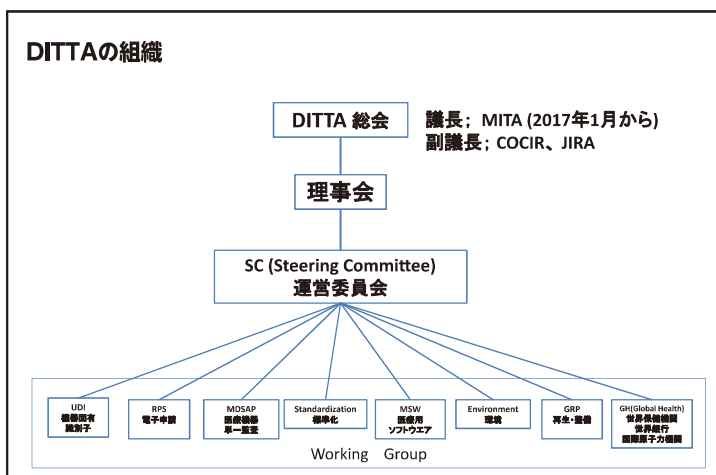 DITTAの組織
DITTA 総会
議長; MITA (2017年1月から)
副議長; COCIR、JIRA
理事会
SC (Steering Committee)
運営委員会
UDI
機器固有
識別子
RPS
電子申請
MDSAP
医療機器
単一監査
Standardization
標準化
MSW
医療用
ソフトウエア
Environment
環境
GRP
再生・整備
GH(Global Health)
世界保健機関
世界銀行
国際原子力機関
Working Group